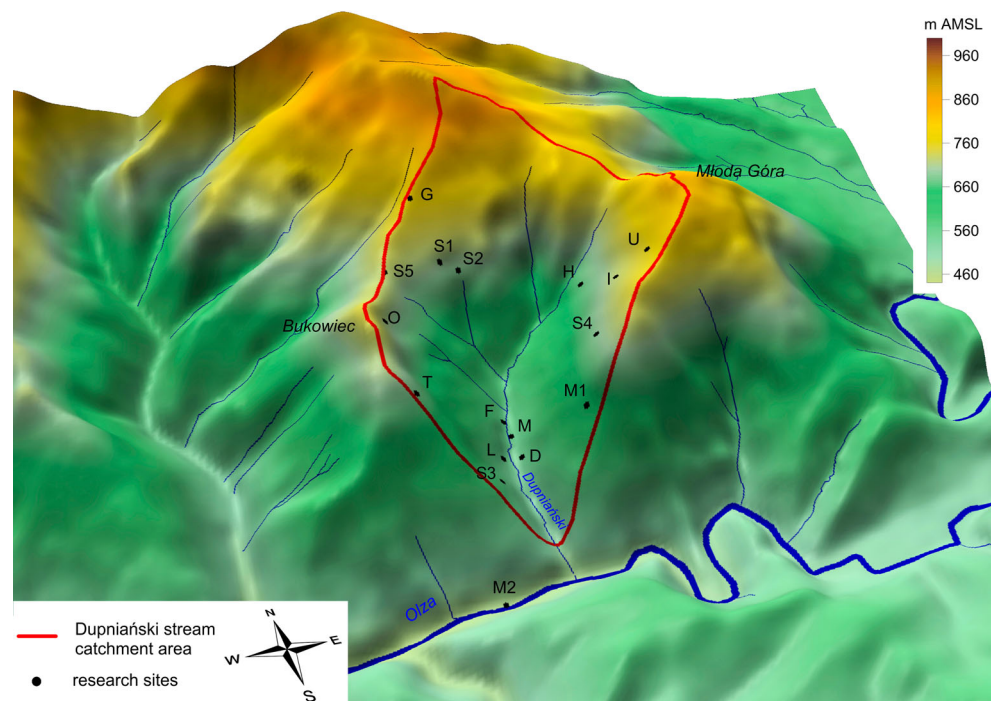 m AMSL
960
860
760
660
560
460
Młoda Góra
G
U
S1
S2
S5
H
I
Bukowiec
O
S4
T
M1
F
M
L
D
S3
Dupniański
M2
Olza
Dupniański stream
catchment area
research sites
N
E
W
S